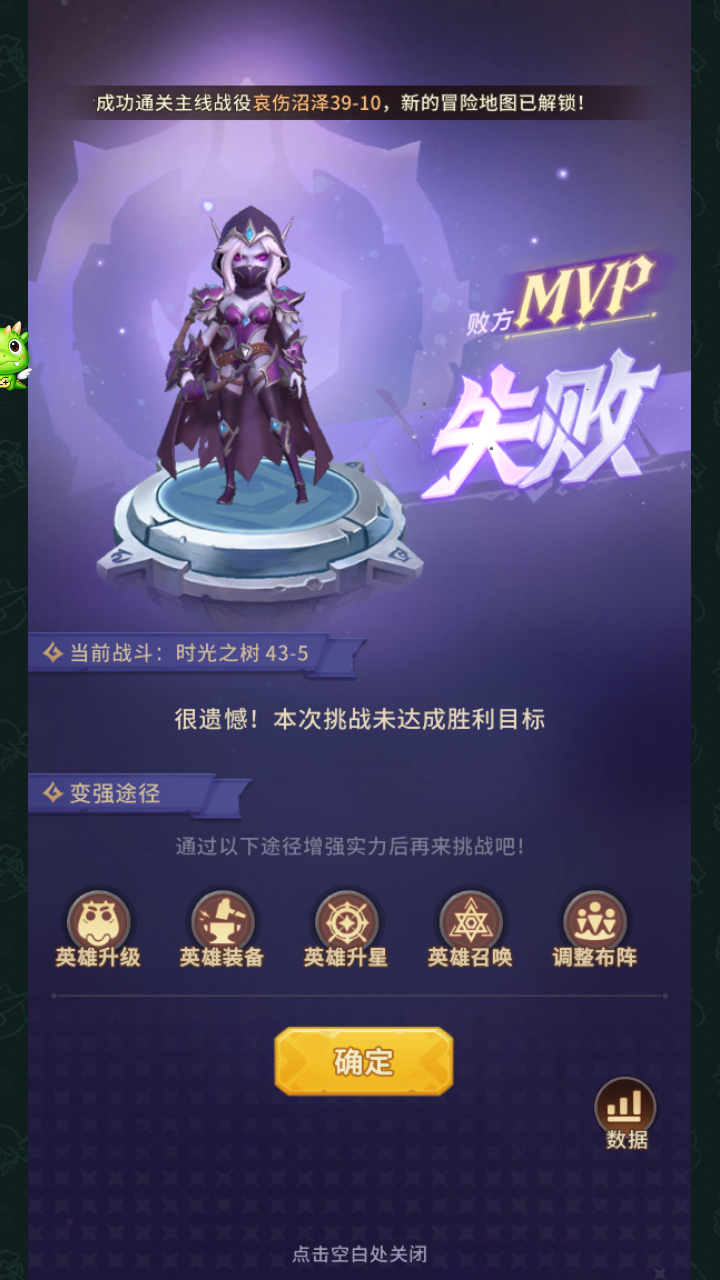 成功通关主线战役哀伤沼泽39-10，新的冒险地图已解锁！
败方MVP
失败
当前战斗：时光之树 43-5
很遗憾！本次挑战未达成胜利目标
变强途径
通过以下途径增强实力后再来挑战吧！
英雄升级 英雄装备 英雄升星 英雄召唤 调整布阵
确定
数据
点击空白处关闭